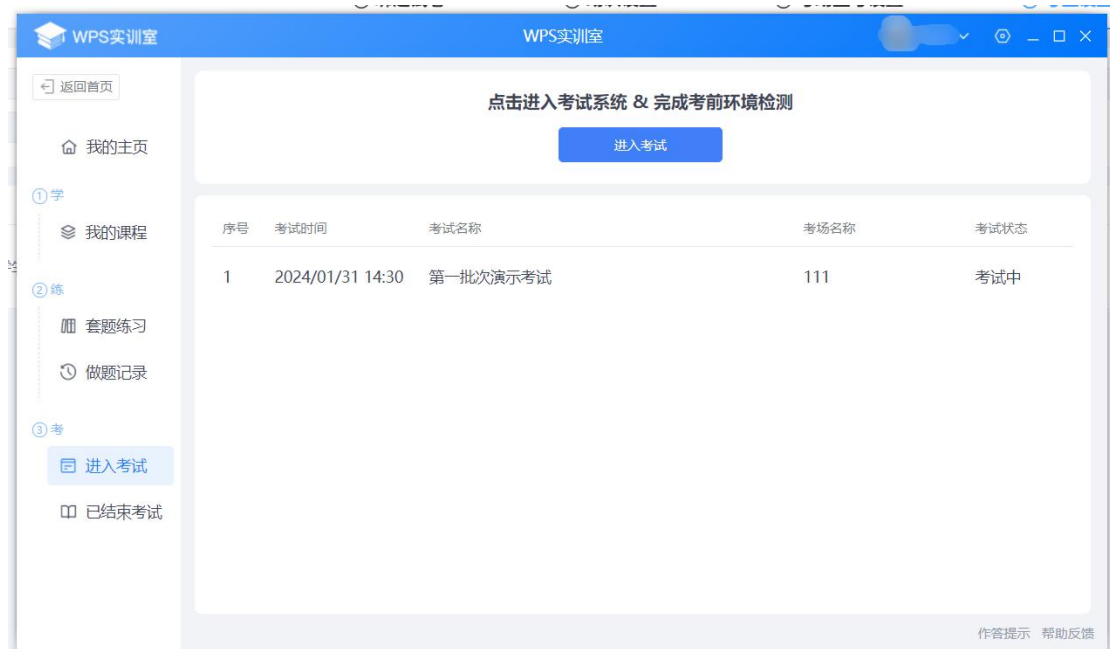 WPS实训室
WPS实训室
返回首页
点击进入考试系统 & 完成考前环境检测
进入考试
我的主页
①学
我的课程
②练
套题练习
做题记录
③考
进入考试
已结束考试
序号 考试时间 考试名称 考场名称 考试状态
1 2024/01/31 14:30 第一批次演示考试 111 考试中
作答提示 帮助反馈